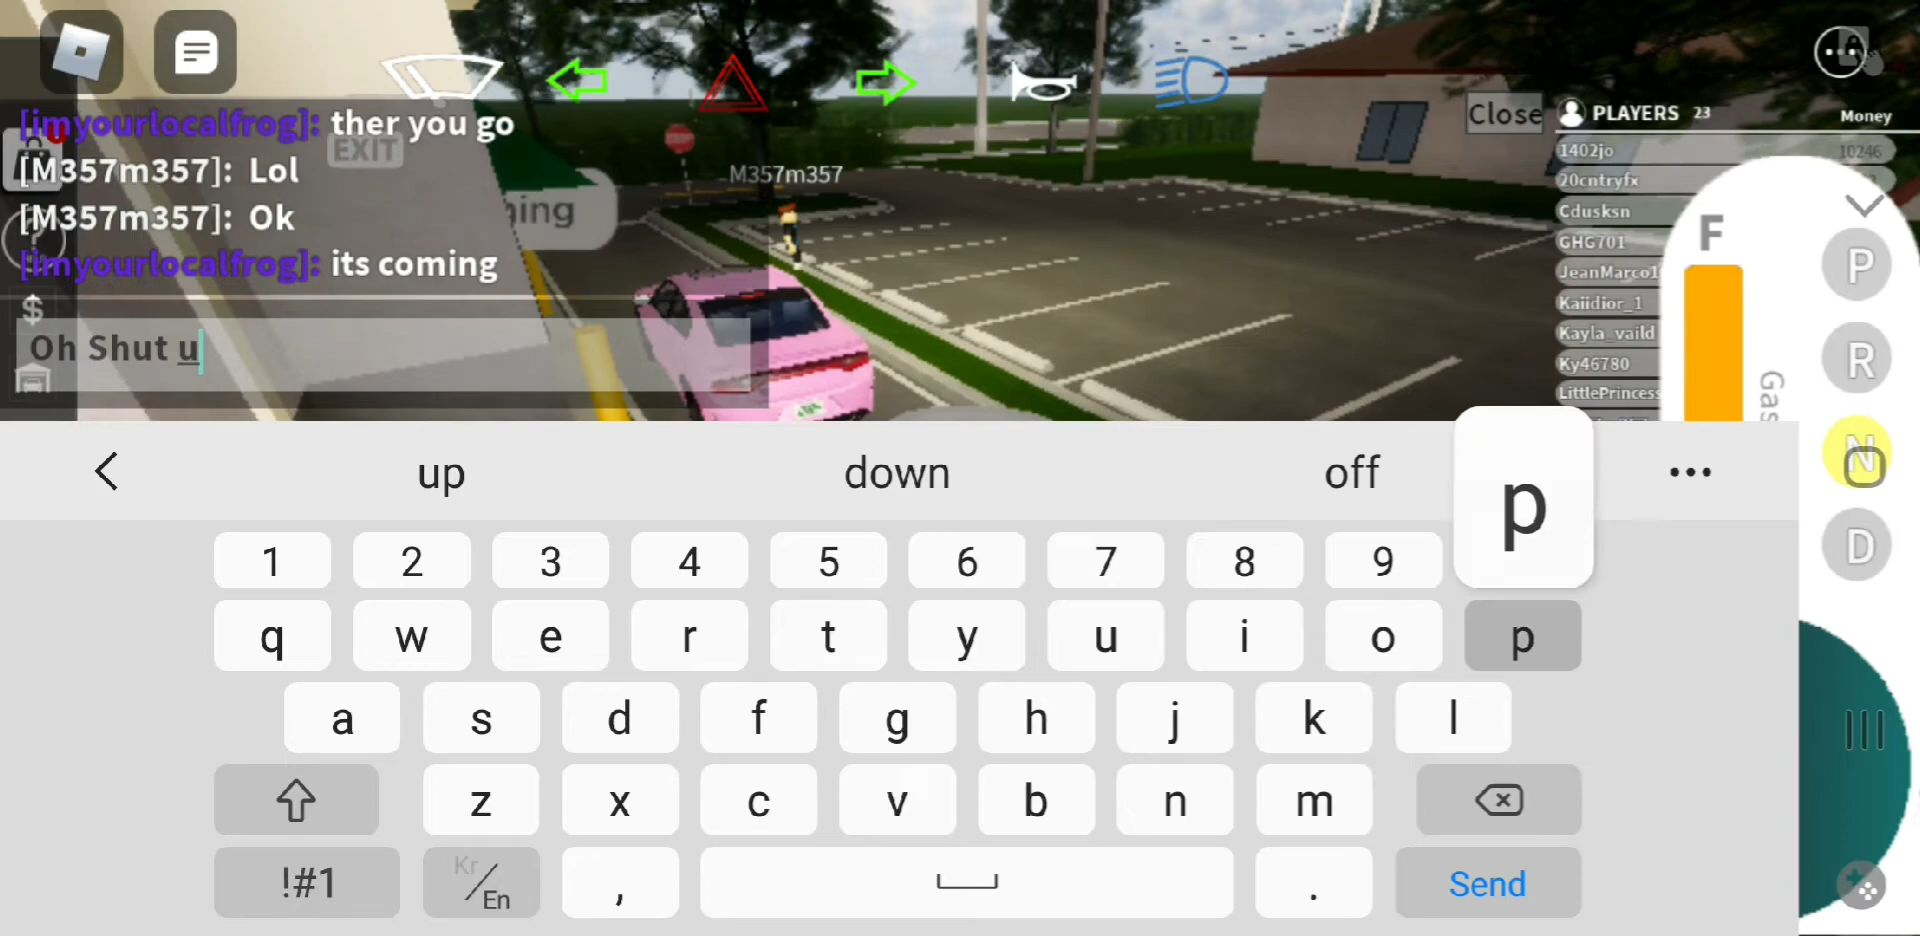 [imyourlocalfrog]: ther you go
EXIT
[M357m357]: Lol
[M357m357]: Ok
[imyourlocalfrog]: its coming
ning
M357m357
Oh Shut u
$
Close
PLAYERS 23 Money
1402jo 10246
20cntryfx
Cdusksn
GHG701
JeanMarco1
Kaiidior_1
Kayla_vaild
Ky46780
LittlePrincess
F
Gas
P
R
N
D
up down off
p
1 2 3 4 5 6 7 8 9
q w e r t y u i o p
a s d f g h j k l
z x c v b n m
!#1 Kr/En , . Send